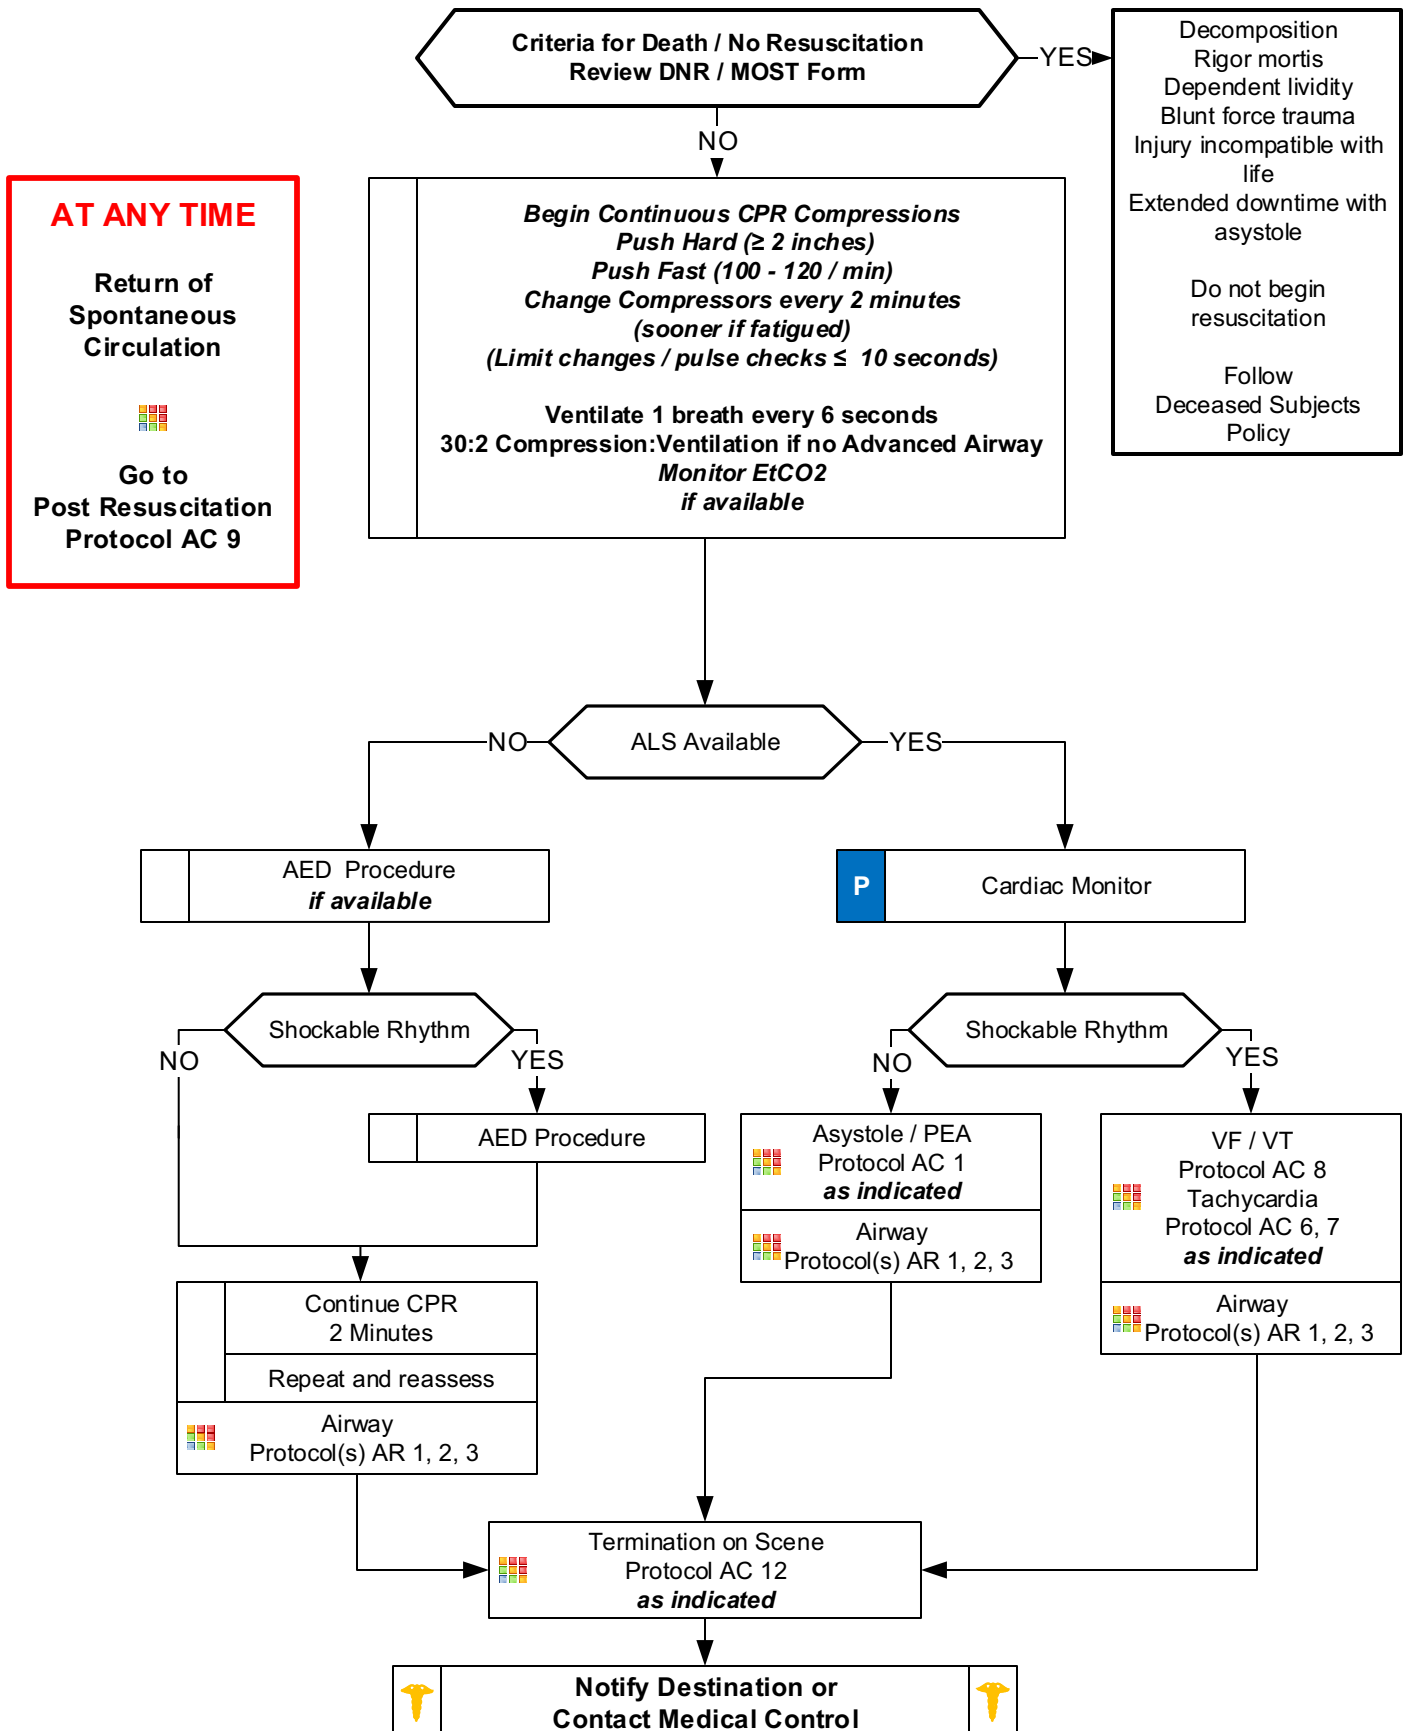 Criteria for Death / No Resuscitation
Review DNR / MOST Form
YES
Decomposition
Rigor mortis
Dependent lividity
Blunt force trauma
Injury incompatible with
life
Extended downtime with
asystole
Do not begin
resuscitation
Follow
Deceased Subjects
Policy
NO
AT ANY TIME
Return of
Spontaneous
Circulation
Go to
Post Resuscitation
Protocol AC 9
Begin Continuous CPR Compressions
Push Hard (≥ 2 inches)
Push Fast (100 - 120 / min)
Change Compressors every 2 minutes
(sooner if fatigued)
(Limit changes / pulse checks ≤ 10 seconds)
Ventilate 1 breath every 6 seconds
30:2 Compression:Ventilation if no Advanced Airway
Monitor EtCO2
if available
NO
ALS Available
YES
AED Procedure
if available
P
Cardiac Monitor
Shockable Rhythm
NO
YES
Shockable Rhythm
NO
YES
AED Procedure
Asystole / PEA
Protocol AC 1
as indicated
Airway
Protocol(s) AR 1, 2, 3
VF / VT
Protocol AC 8
Tachycardia
Protocol AC 6, 7
as indicated
Airway
Protocol(s) AR 1, 2, 3
Continue CPR
2 Minutes
Repeat and reassess
Airway
Protocol(s) AR 1, 2, 3
Termination on Scene
Protocol AC 12
as indicated
Notify Destination or
Contact Medical Control